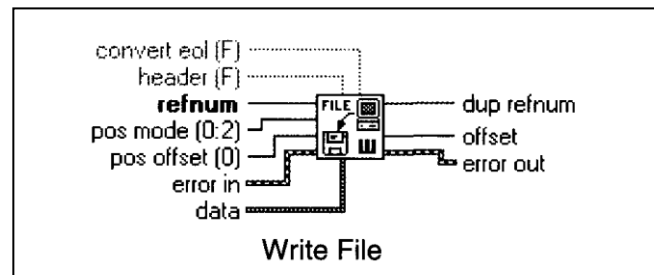 convert eol (F)
header (F)
refnum
pos mode (0:2)
pos offset (0)
error in
data
FILE
dup refnum
offset
error out
Write File